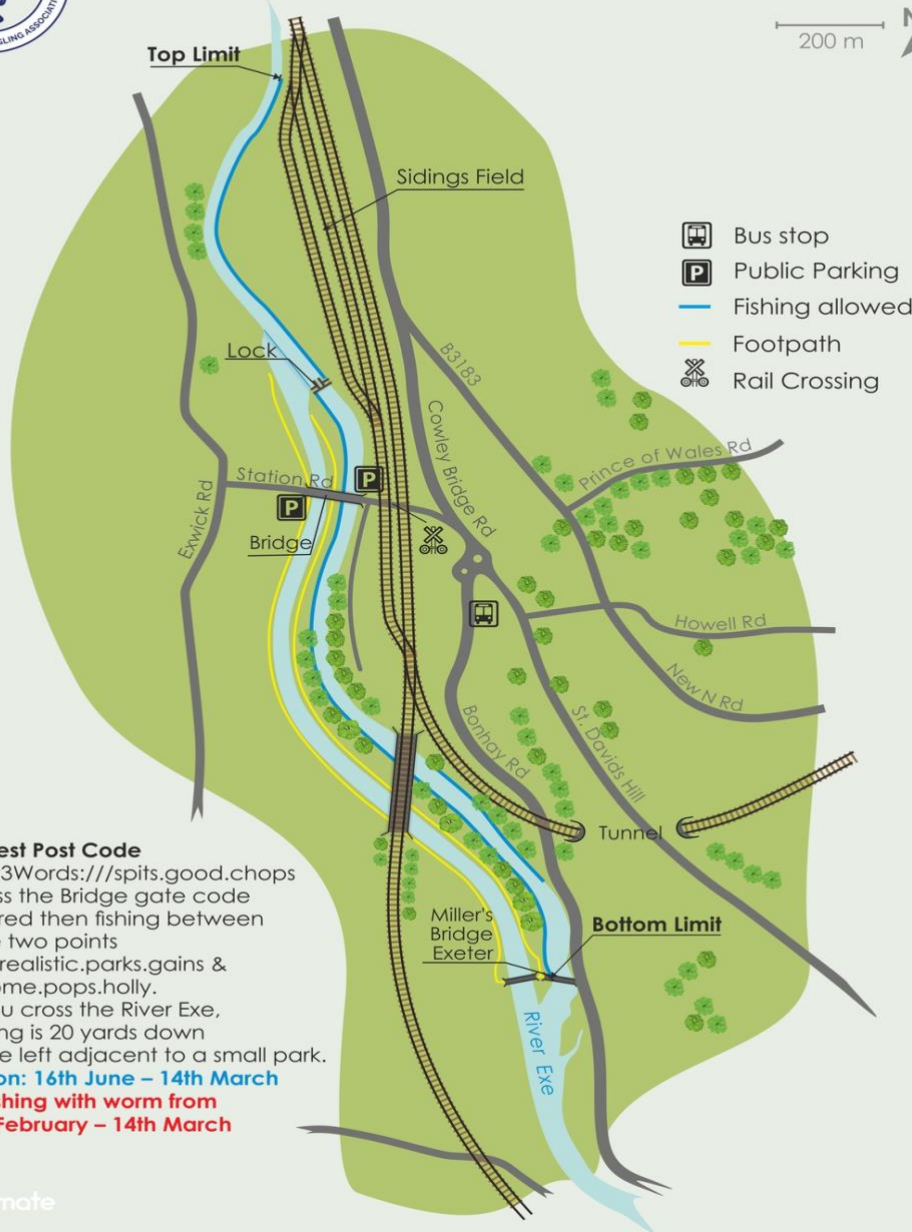 GLING ASSOCIATI
N
200 m
Top Limit
Sidings Field
Bus stop
P
Public Parking
Fishing allowed
Footpath
Rail Crossing
Lock
B3183
Cowley Bridge Rd
Prince of Wales Rd
Station Rd
P
P
Exwick Rd
Bridge
Howell Rd
New N Rd
Bonhay Rd
St. Davids Hill
Tunnel
est Post Code
3Words:///spits.good.chops
ss the Bridge gate code
red then fishing between
two points
realistic.parks.gains &
ome.pops.holly.
u cross the River Exe,
ng is 20 yards down
e left adjacent to a small park.
on: 16th June – 14th March
shing with worm from
February – 14th March
Miller's
Bridge
Exeter
Bottom Limit
River Exe
mate